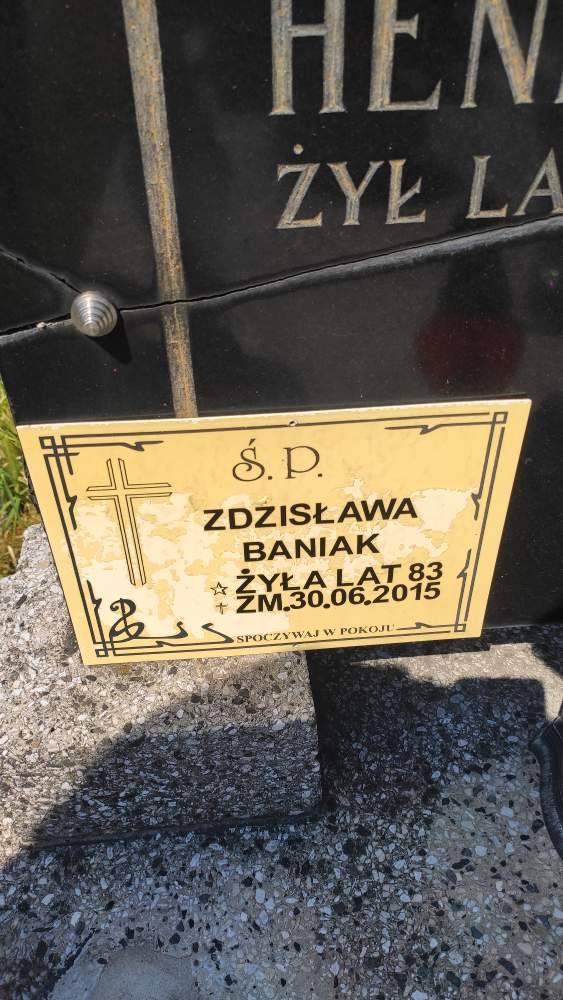 ŻYŁ
Ś.P.
ZDZISŁAWA
BANIAK
ŻYŁA LAT 83
ZM.30.06.2015
SPOCZYWAJ W POKOJU